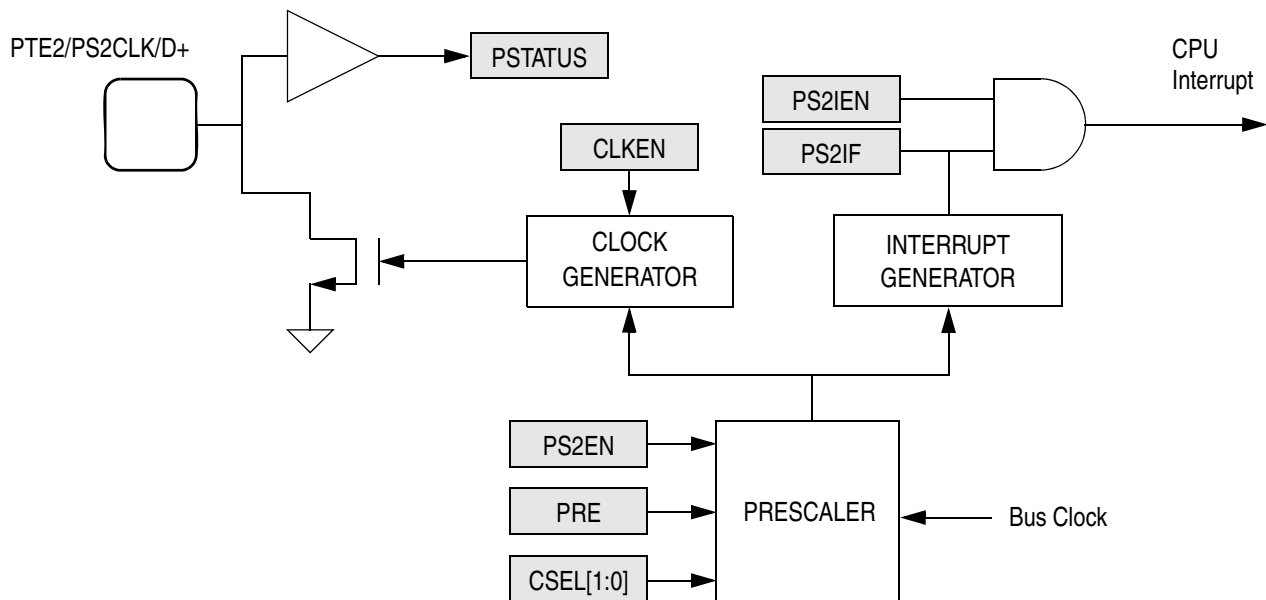 PTE2/PS2CLK/D+
PSTATUS
CPU
Interrupt
PS2IEN
CLKEN
PS2IF
CLOCK
GENERATOR
INTERRUPT
GENERATOR
PS2EN
PRE
PRESCALER
Bus Clock
CSEL[1:0]